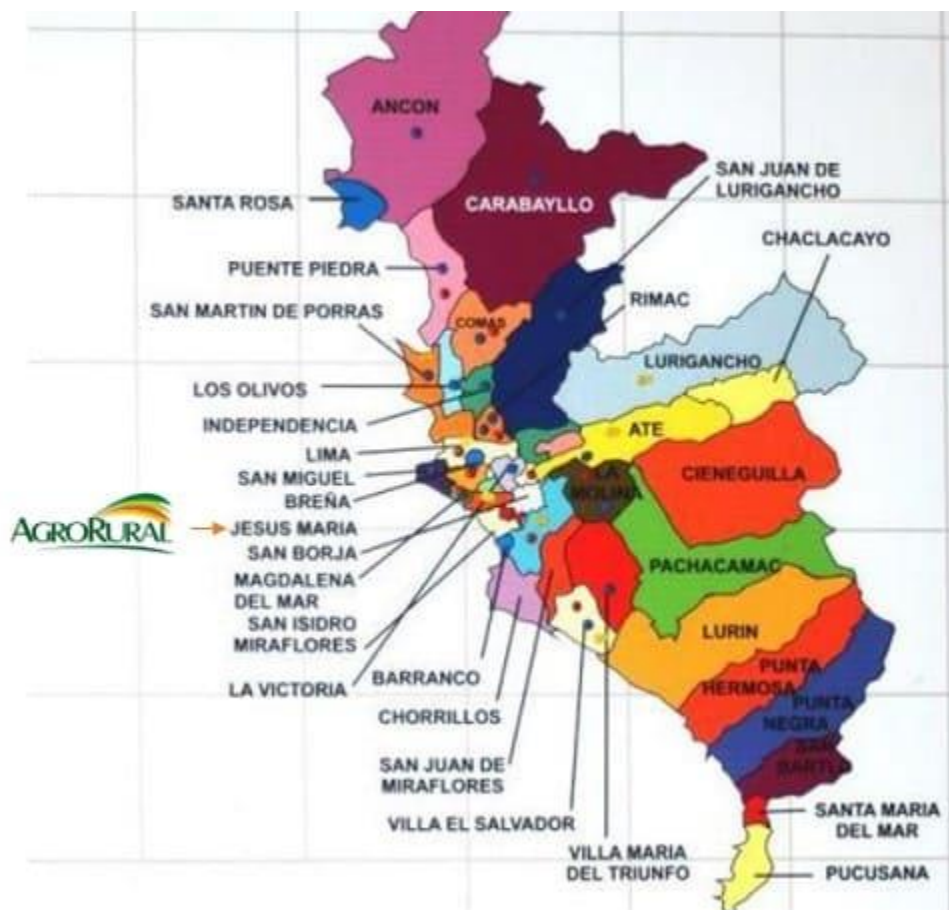 ANCON
SAN JUAN DE
LURIGANCHO
SANTA ROSA
CARABAYLLO
CHACLACAYO
PUENTE PIEDRA
RIMAC
SAN MARTIN DE PORRAS
COMAS
LURIGANCHO
LOS OLIVOS
INDEPENDENCIA
ATE
LIMA
SAN MIGUEL
LA
MOLINA
CIENEGUILLA
BREÑA
AGRORURAL
JESUS MARIA
SAN BORJA
MAGDALENA
DEL MAR
PACHACAMAC
SAN ISIDRO
MIRAFLORES
LURIN
BARRANCO
LA VICTORIA
PUNTA
HERMOSA
CHORRILLOS
PUNTA
NEGRA
SAN
BARTLO
SAN JUAN DE
MIRAFLORES
VILLA EL SALVADOR
SANTA MARIA
DEL MAR
VILLA MARIA
DEL TRIUNFO
PUCUSANA